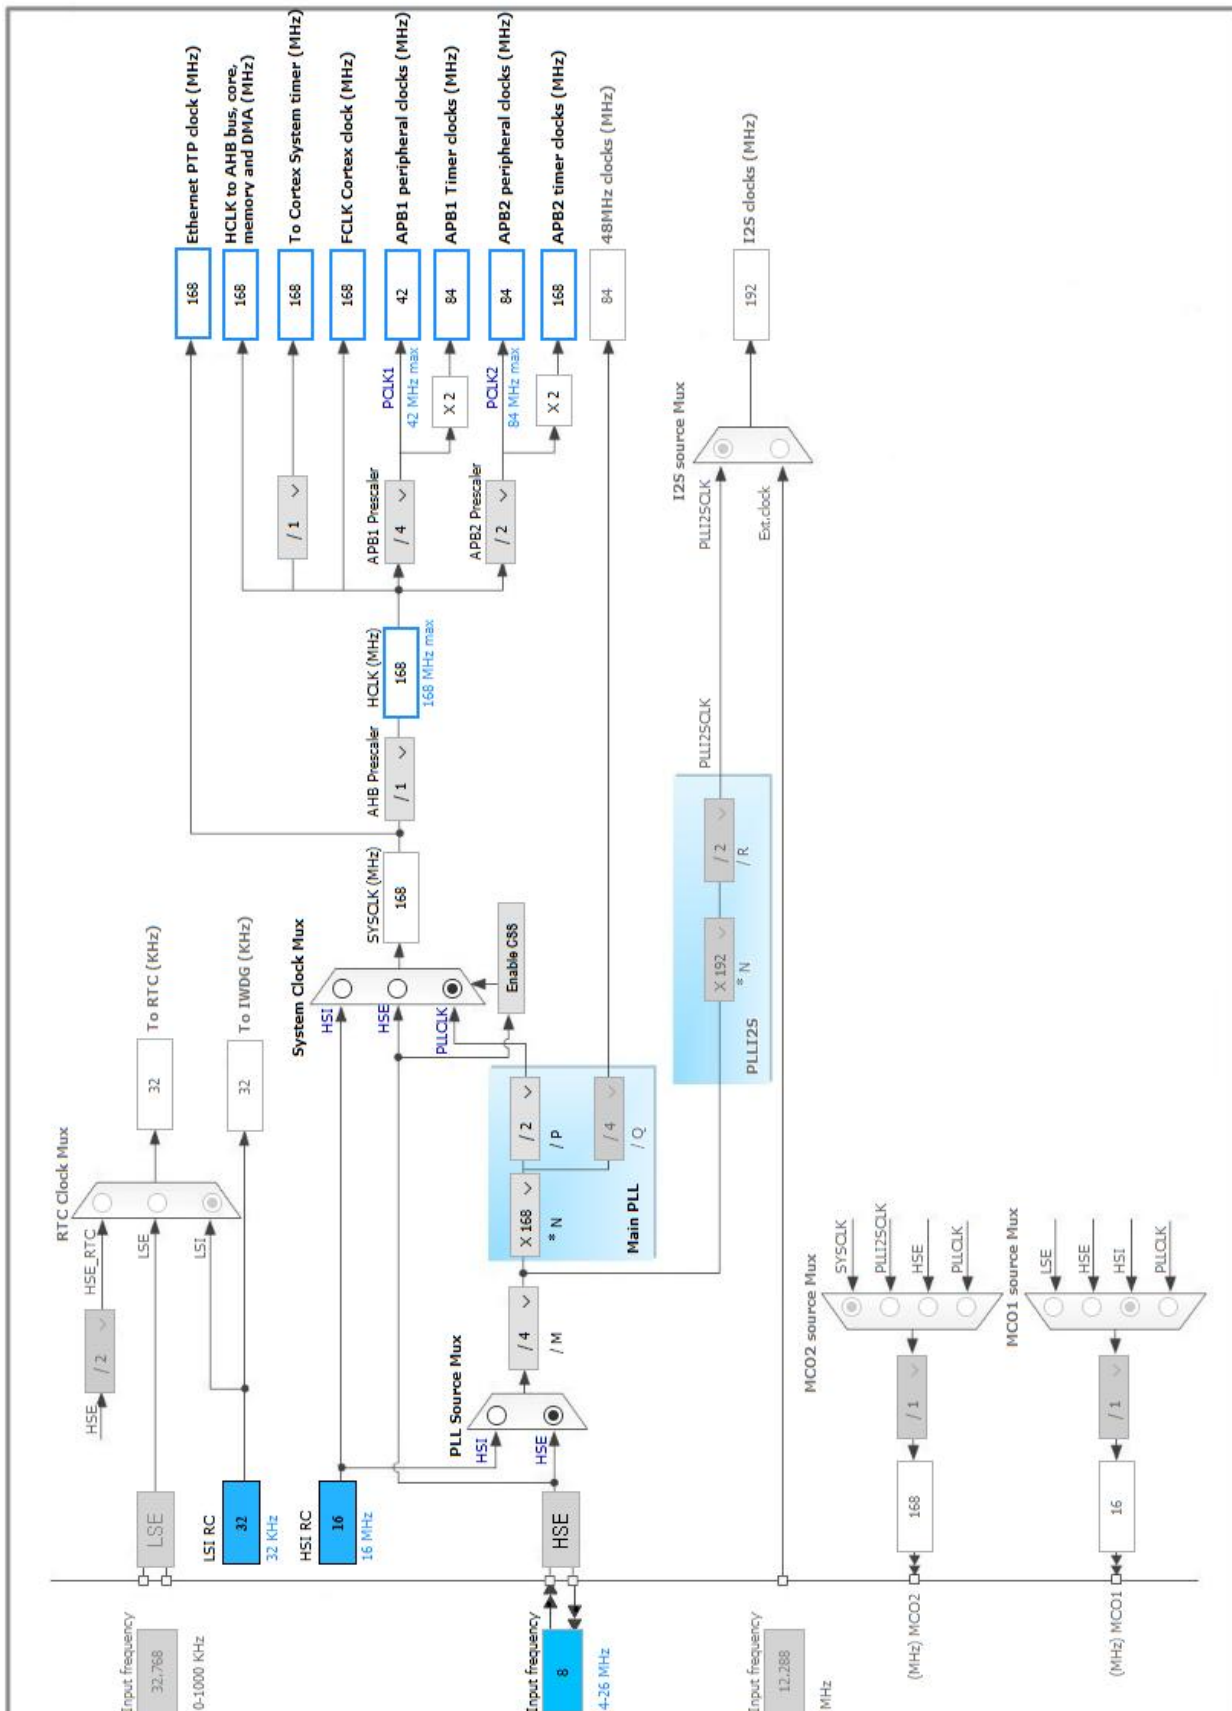 Input frequency
32.768
0-1000 KHz
LSE
HSE
/ 2
HSE_RTC
LSE
LSI
RTC Clock Mux
32
To RTC (KHz)
LSI RC
32
32 KHz
32
To IWDG (KHz)
HSI RC
16
16 MHz
System Clock Mux
HSI
HSE
PLLCLK
Enable CSS
SYSCLK (MHz)
168
AHB Prescaler
/ 1
HCLK (MHz)
168
168 MHz max
168
Ethernet PTP clock (MHz)
168
HCLK to AHB bus, core,
memory and DMA (MHz)
/ 1
168
To Cortex System timer (MHz)
168
FCLK Cortex clock (MHz)
APB1 Prescaler
/ 4
PCLK1
42 MHz max
42
APB1 peripheral clocks (MHz)
X 2
84
APB1 Timer clocks (MHz)
APB2 Prescaler
/ 2
PCLK2
84 MHz max
84
APB2 peripheral clocks (MHz)
X 2
168
APB2 timer clocks (MHz)
84
48MHz clocks (MHz)
Input frequency
8
4-26 MHz
HSE
PLL Source Mux
HSI
HSE
/ 4
/ M
X 168
* N
/ 2
/ P
/ 4
/ Q
Main PLL
X 192
* N
/ 2
/ R
PLLI2S
PLLI2SCLK
PLLI2SCLK
I2S source Mux
Ext.clock
192
I2S clocks (MHz)
Input frequency
12.288
MHz
MCO2 source Mux
SYSCLK
PLLI2SCLK
HSE
PLLCLK
/ 1
168
(MHz) MCO2
MCO1 source Mux
LSE
HSE
HSI
PLLCLK
/ 1
16
(MHz) MCO1